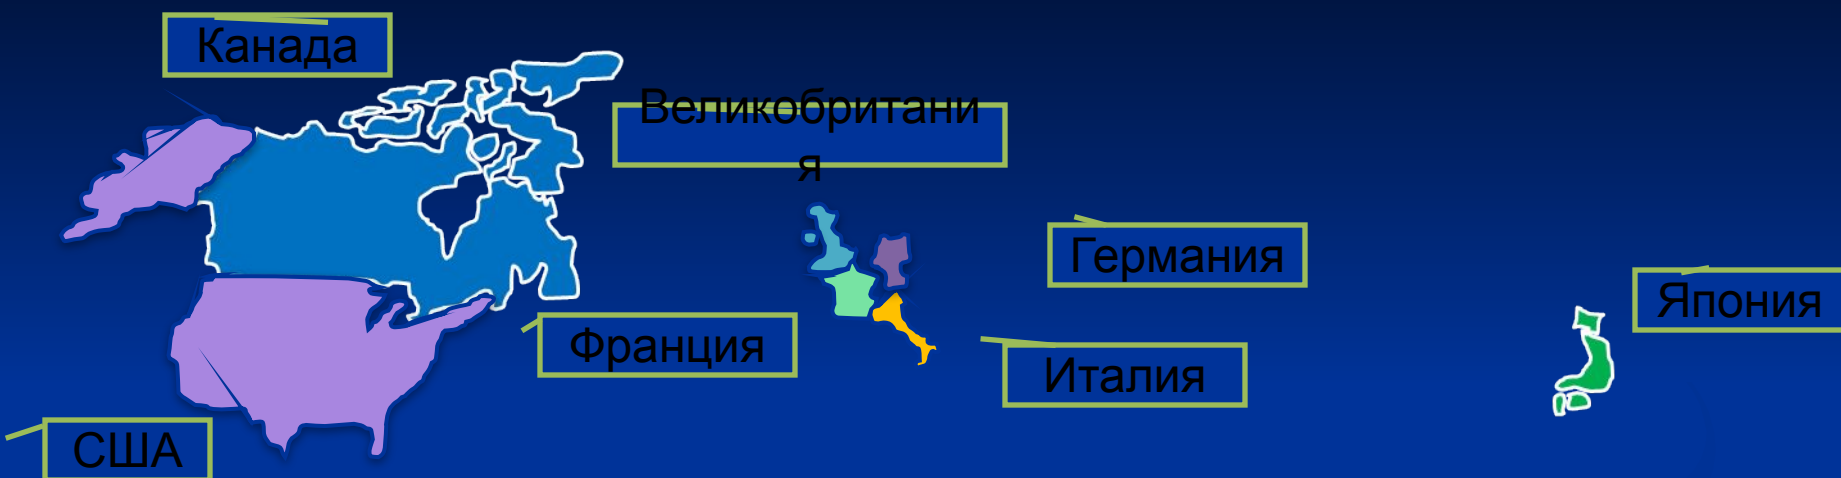 Канада
Великобритани
я
Германия
Япония
Франция
Италия
США